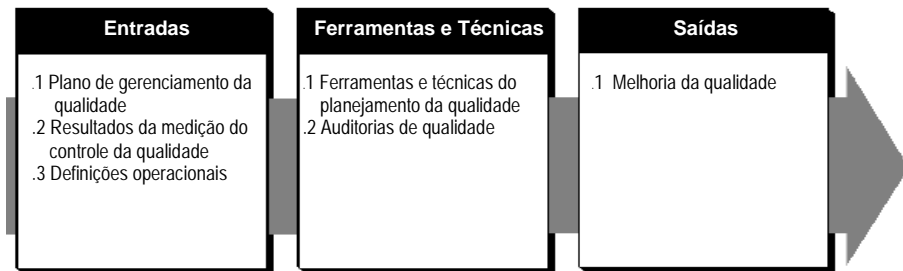 Entradas
.1 Plano de gerenciamento da
qualidade
.2 Resultados da medição do
controle da qualidade
.3 Definições operacionais
Ferramentas e Técnicas
.1 Ferramentas e técnicas do
planejamento da qualidade
.2 Auditorias de qualidade
Saídas
.1 Melhoria da qualidade